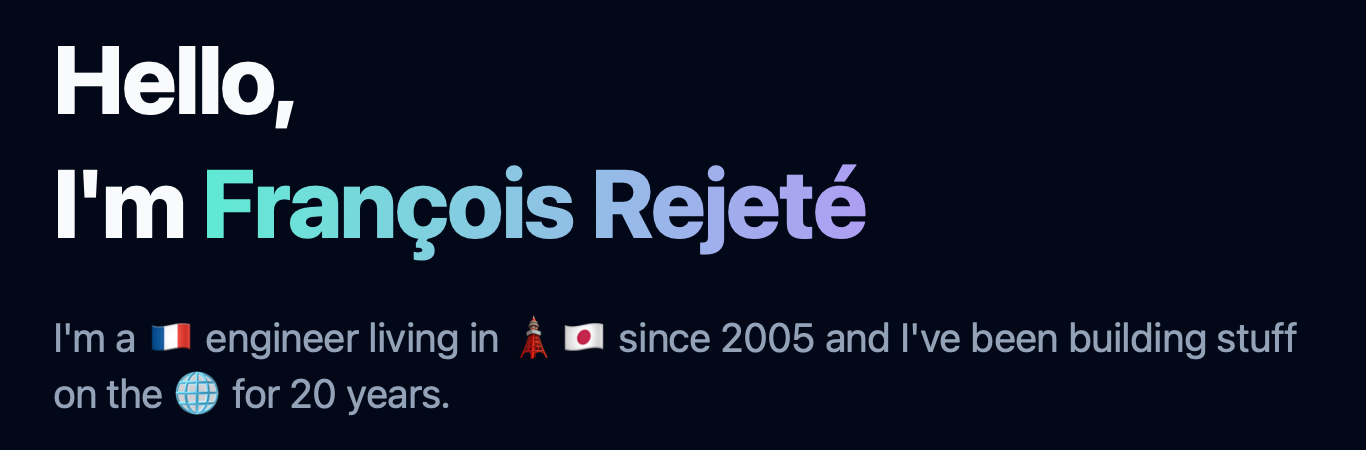 Hello,
I'm François Rejeté
I'm a 🇫🇷 engineer living in 🗼🇯🇵 since 2005 and I've been building stuff
on the 🌐 for 20 years.